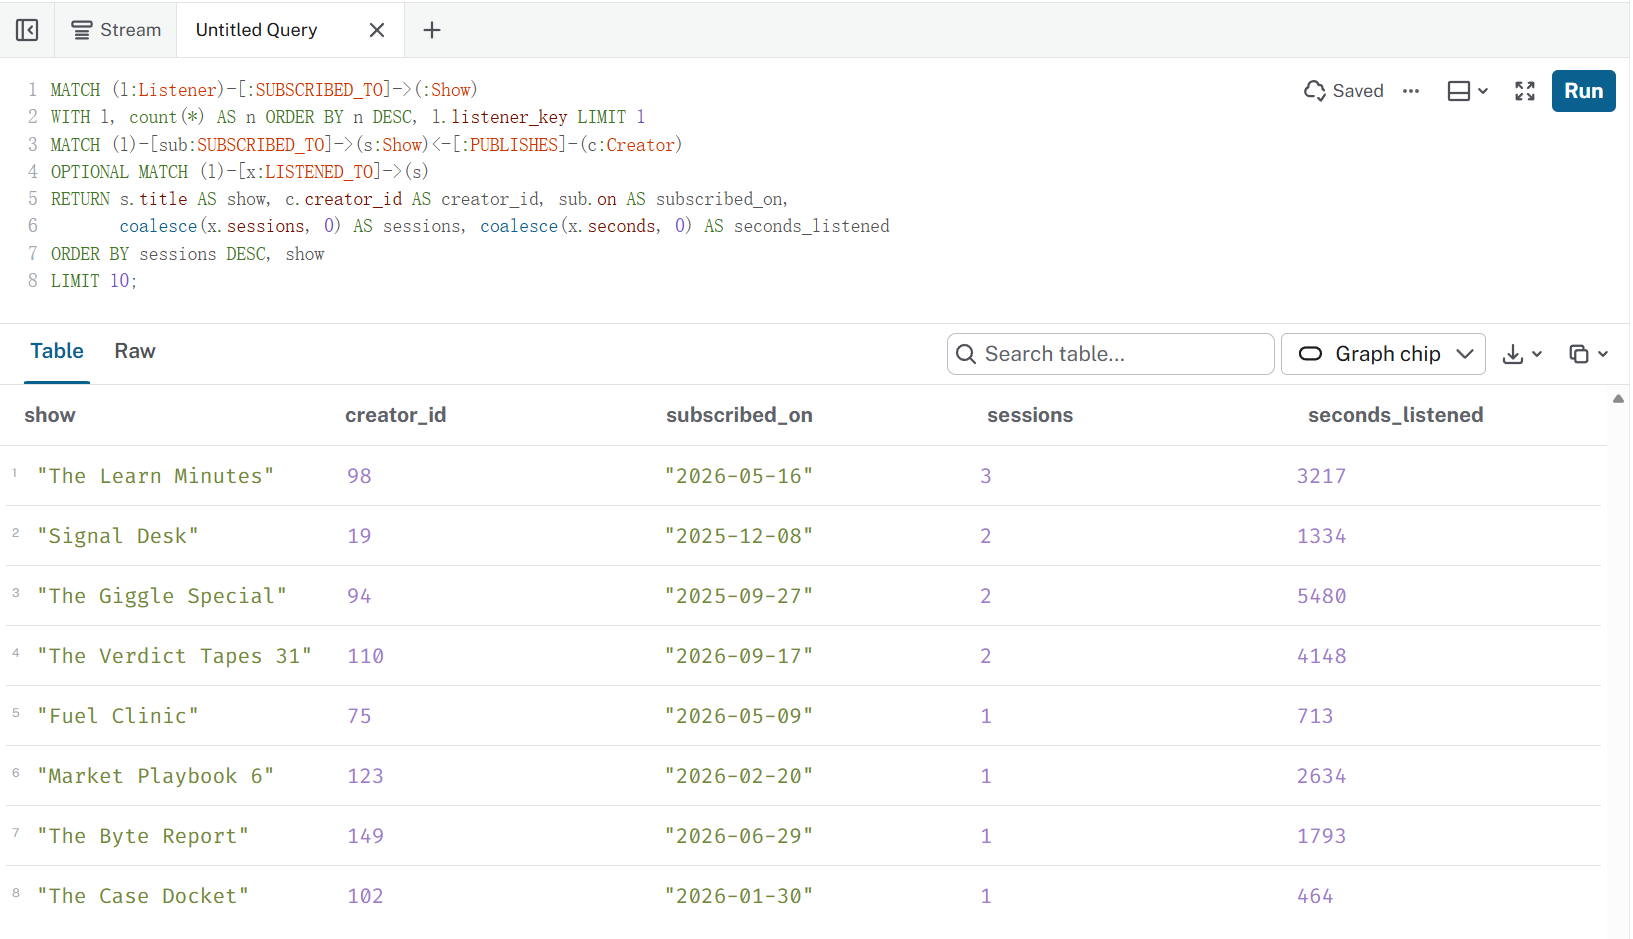 Stream
Untitled Query
1 MATCH (l:Listener)-[:SUBSCRIBED_TO]->(:Show)
2 WITH l, count(*) AS n ORDER BY n DESC, l.listener_key LIMIT 1
3 MATCH (l)-[sub:SUBSCRIBED_TO]->(s:Show)<-[:PUBLISHES]-(c:Creator)
4 OPTIONAL MATCH (l)-[x:LISTENED_TO]->(s)
5 RETURN s.title AS show, c.creator_id AS creator_id, sub.on AS subscribed_on,
6 coalesce(x.sessions, 0) AS sessions, coalesce(x.seconds, 0) AS seconds_listened
7 ORDER BY sessions DESC, show
8 LIMIT 10;
Saved
Run
Table Raw
Search table...
Graph chip
show creator_id subscribed_on sessions seconds_listened
1 "The Learn Minutes" 98 "2026-05-16" 3 3217
2 "Signal Desk" 19 "2025-12-08" 2 1334
3 "The Giggle Special" 94 "2025-09-27" 2 5480
4 "The Verdict Tapes 31" 110 "2026-09-17" 2 4148
5 "Fuel Clinic" 75 "2026-05-09" 1 713
6 "Market Playbook 6" 123 "2026-02-20" 1 2634
7 "The Byte Report" 149 "2026-06-29" 1 1793
8 "The Case Docket" 102 "2026-01-30" 1 464